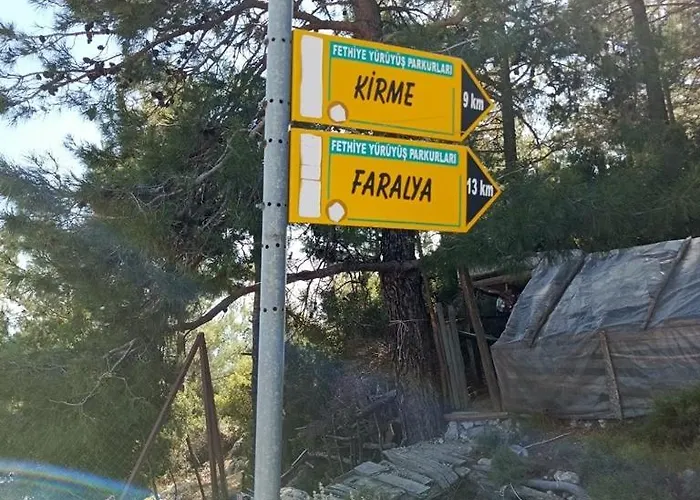 FETHİYE YÜRÜYÜŞ PARKURLARI
KİRME
9 km
FETHİYE YÜRÜYÜŞ PARKURLARI
FARALYA
13 km